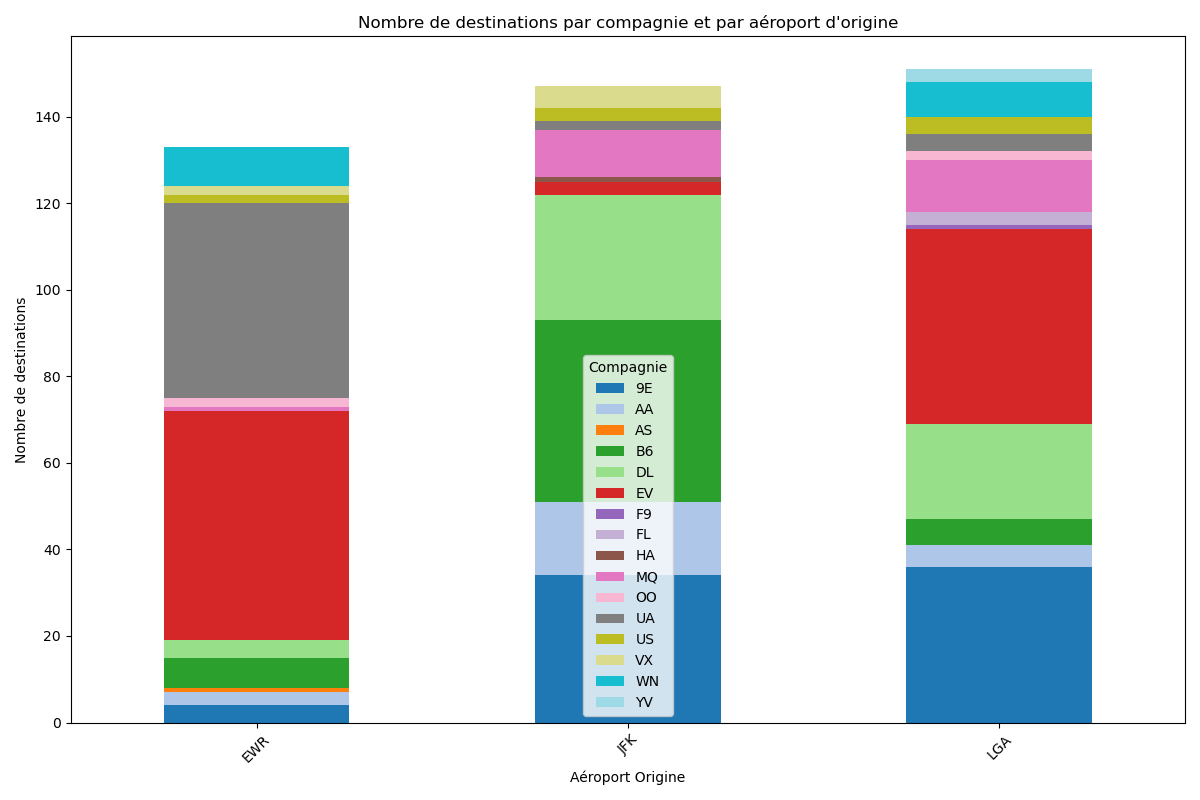 Nombre de destinations par compagnie et par aéroport d'origine
Nombre de destinations
140
120
100
80
60
40
20
0
Compagnie
9E
AA
AS
B6
DL
EV
F9
FL
HA
MQ
OO
UA
US
VX
WN
YV
EWR
JFK
LGA
Aéroport Origine